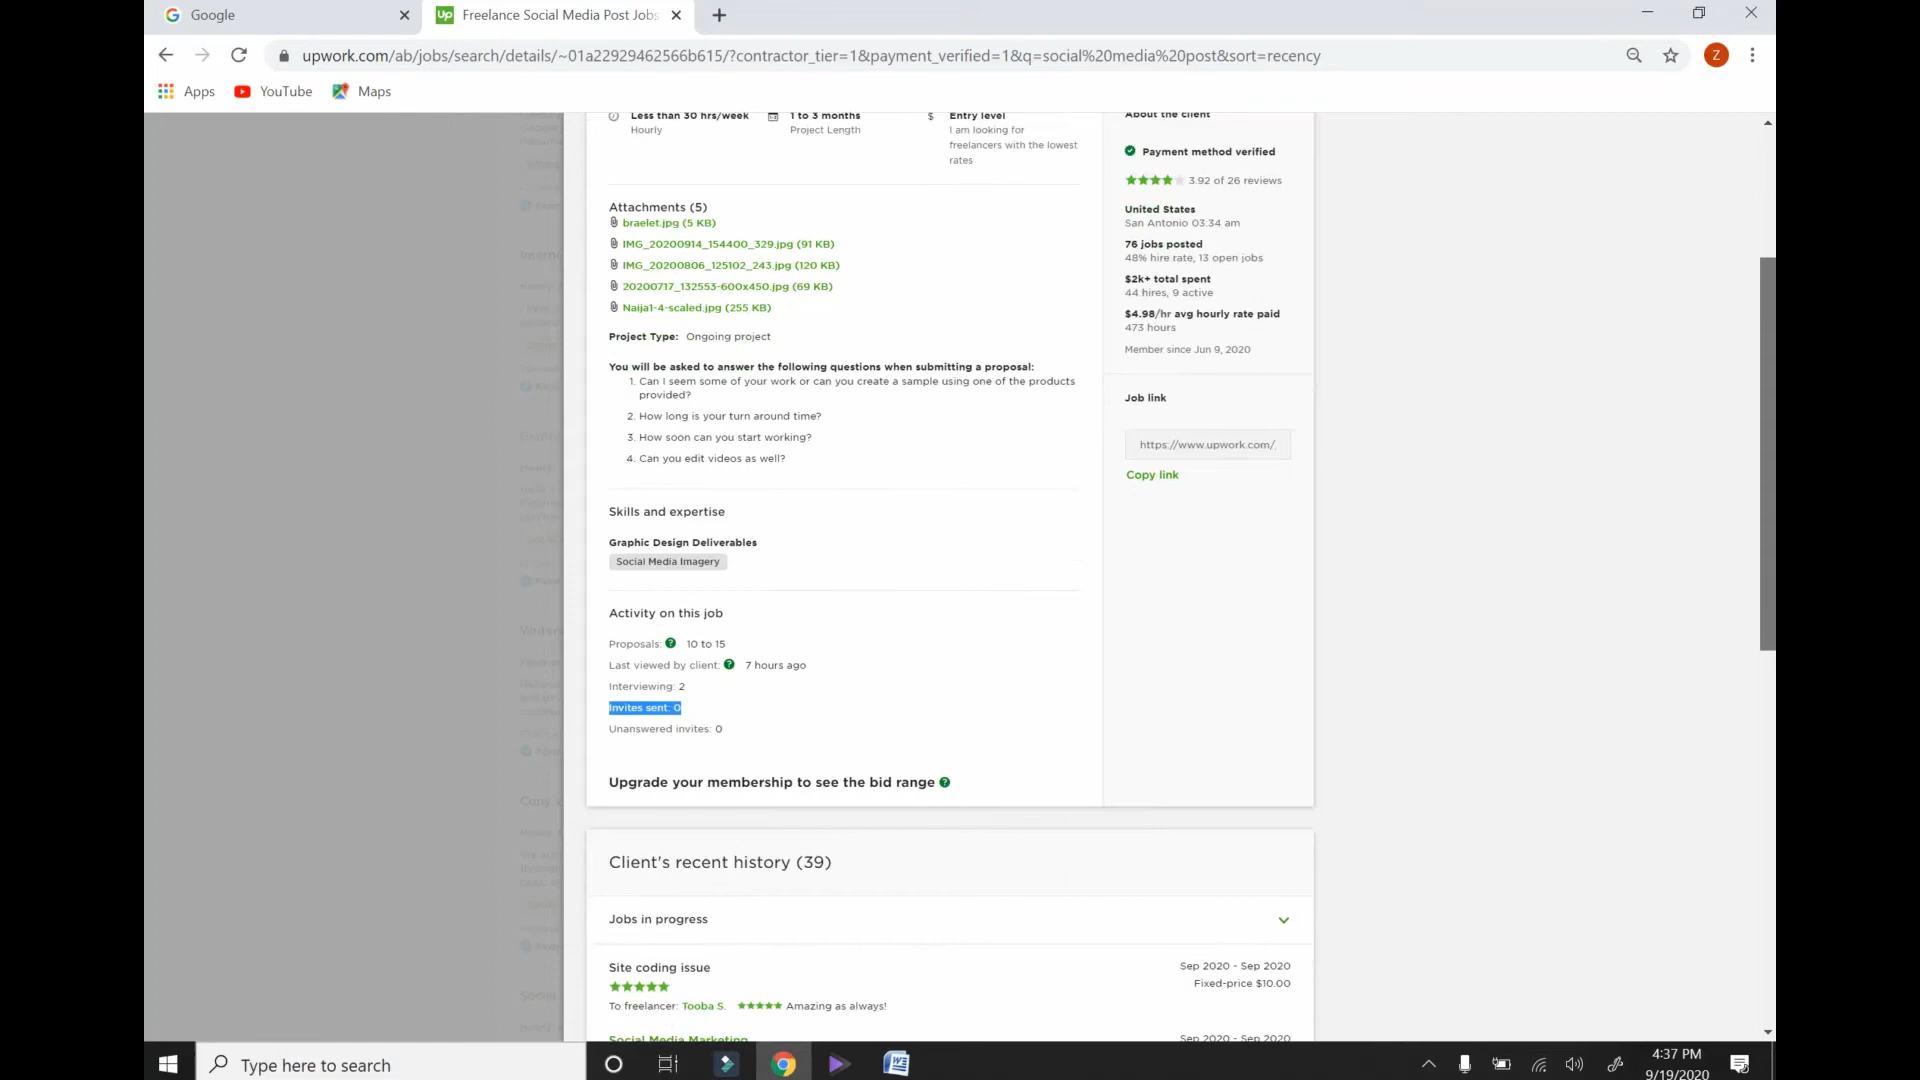 Google
Freelance Social Media Post Jobs
upwork.com/ab/jobs/search/details/~01a22929462566b615/?contractor_tier=1&payment_verified=1&q=social%20media%20post&sort=recency
Z
Apps
YouTube
Maps
Less than 30 hrs/week
Hourly
1 to 3 months
Project Length
Entry level
I am looking for
freelancers with the lowest
rates
Attachments (5)
braelet.jpg (5 KB)
IMG_20200914_154400_329.jpg (91 KB)
IMG_20200806_125102_243.jpg (120 KB)
20200717_132553-600x450.jpg (69 KB)
Naija1-4-scaled.jpg (255 KB)
Project Type: Ongoing project
You will be asked to answer the following questions when submitting a proposal:
1. Can I seem some of your work or can you create a sample using one of the products
provided?
2. How long is your turn around time?
3. How soon can you start working?
4. Can you edit videos as well?
Skills and expertise
Graphic Design Deliverables
Social Media Imagery
Activity on this job
Proposals: 10 to 15
Last viewed by client: 7 hours ago
Interviewing: 2
Invites sent: 0
Unanswered invites: 0
Upgrade your membership to see the bid range
About the client
Payment method verified
3.92 of 26 reviews
United States
San Antonio 03:34 am
76 jobs posted
48% hire rate, 13 open jobs
$2k+ total spent
44 hires, 9 active
$4.98/hr avg hourly rate paid
473 hours
Member since Jun 9, 2020
Job link
https://www.upwork.com/
Copy link
Client's recent history (39)
Jobs in progress
Site coding issue
Sep 2020 - Sep 2020
Fixed-price $10.00
To freelancer: Tooba S. Amazing as always!
Social Media Marketing
Sep 2020 - Sep 2020
Type here to search
4:37 PM
9/19/2020